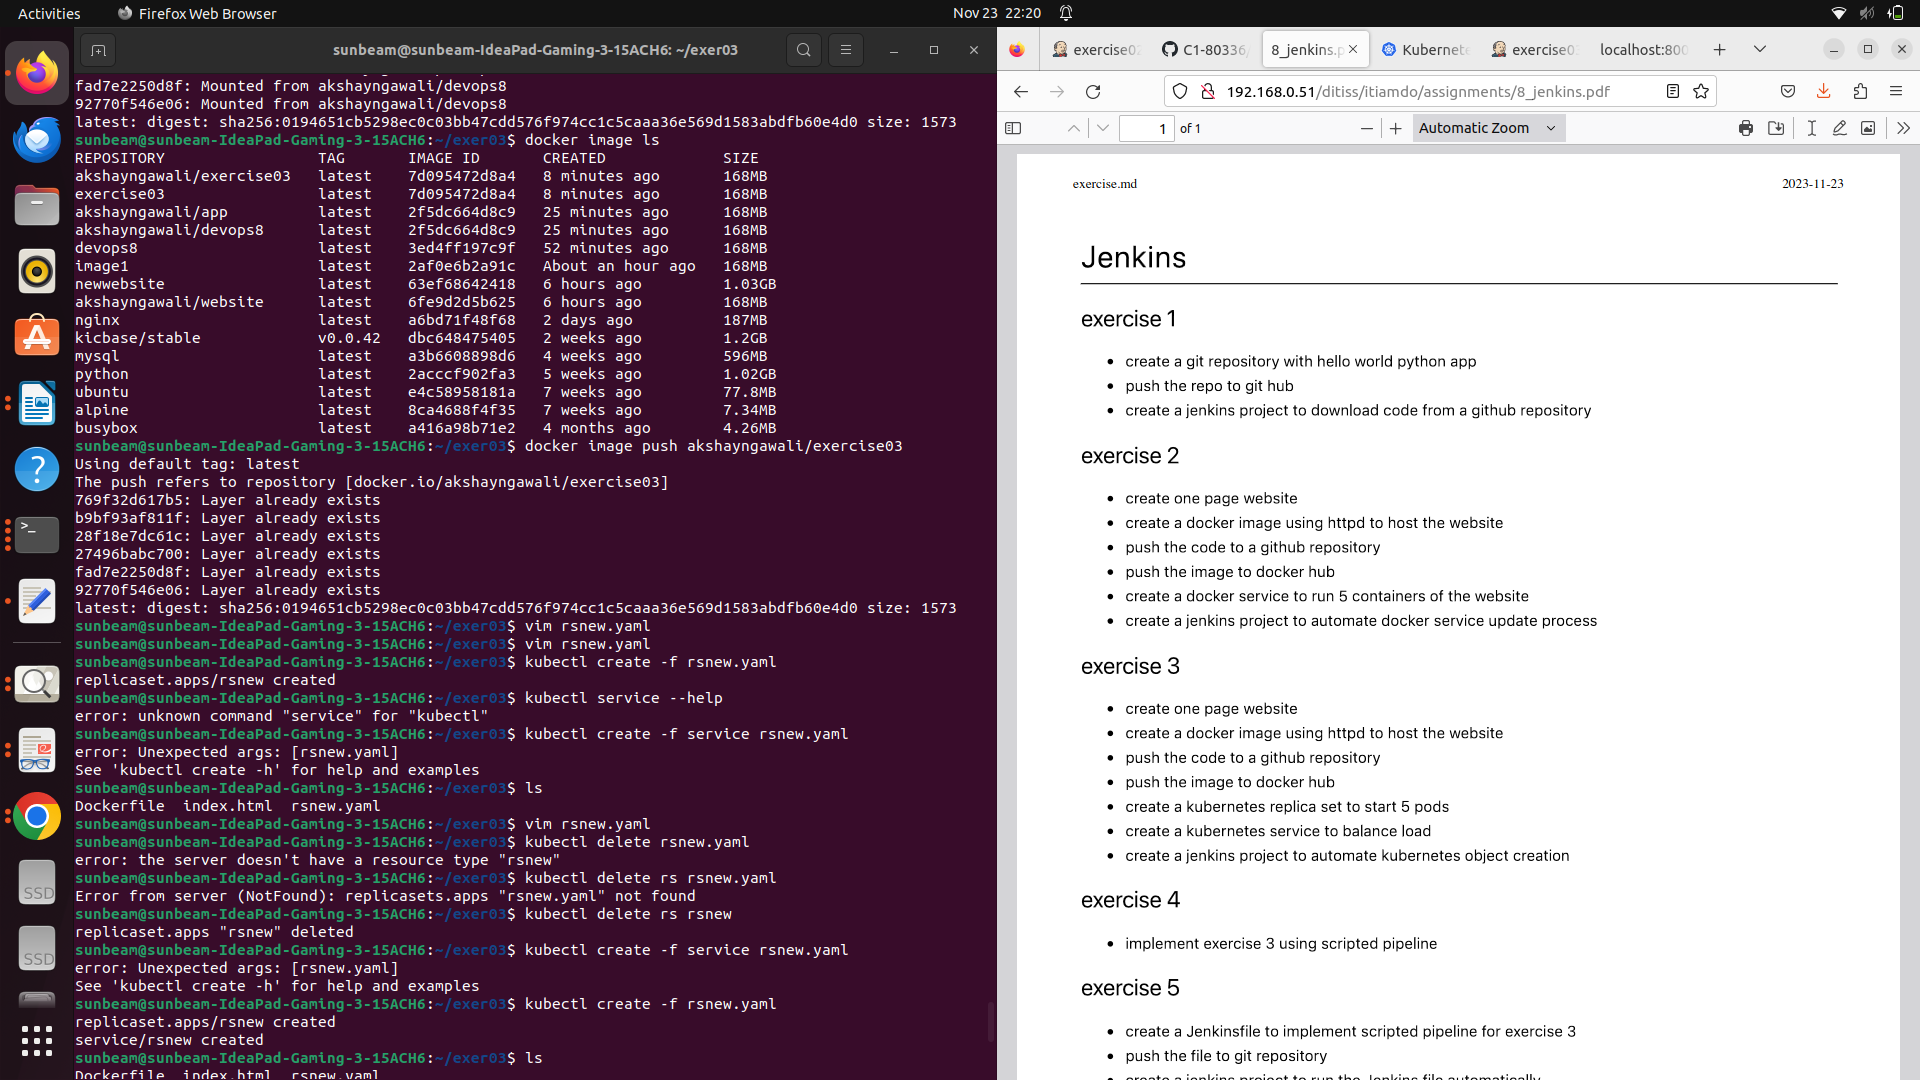 Activities
Firefox Web Browser
Nov 23 22:20
sunbeam@sunbeam-IdeaPad-Gaming-3-15ACH6: ~/exer03
fad7e2250d8f: Mounted from akshayngawali/devops8
92770f546e06: Mounted from akshayngawali/devops8
latest: digest: sha256:0194651cb5298ec0c03bb47cdd576f974cc1c5caaa36e569d1583abdfb60e4d0 size: 1573
sunbeam@sunbeam-IdeaPad-Gaming-3-15ACH6:~/exer03$ docker image ls
REPOSITORY TAG IMAGE ID CREATED SIZE
akshayngawali/exercise03 latest 7d095472d8a4 8 minutes ago 168MB
exercise03 latest 7d095472d8a4 8 minutes ago 168MB
akshayngawali/app latest 2f5dc664d8c9 25 minutes ago 168MB
akshayngawali/devops8 latest 2f5dc664d8c9 25 minutes ago 168MB
devops8 latest 3ed4ff197c9f 52 minutes ago 168MB
image1 latest 2af0e6b2a91c About an hour ago 168MB
newwebsite latest 63ef68642418 6 hours ago 1.03GB
akshayngawali/website latest 6fe9d2d5b625 6 hours ago 168MB
nginx latest a6bd71f48f68 2 days ago 187MB
kicbase/stable v0.0.42 dbc648475405 2 weeks ago 1.2GB
mysql latest a3b6608898d6 4 weeks ago 596MB
python latest 2acccf902fa3 5 weeks ago 1.02GB
ubuntu latest e4c58958181a 7 weeks ago 77.8MB
alpine latest 8ca4688f4f35 7 weeks ago 7.34MB
busybox latest a416a98b71e2 4 months ago 4.26MB
sunbeam@sunbeam-IdeaPad-Gaming-3-15ACH6:~/exer03$ docker image push akshayngawali/exercise03
Using default tag: latest
The push refers to repository [docker.io/akshayngawali/exercise03]
769f32d617b5: Layer already exists
b9bf93af811f: Layer already exists
28f18e7dc61c: Layer already exists
27496babc700: Layer already exists
fad7e2250d8f: Layer already exists
92770f546e06: Layer already exists
latest: digest: sha256:0194651cb5298ec0c03bb47cdd576f974cc1c5caaa36e569d1583abdfb60e4d0 size: 1573
sunbeam@sunbeam-IdeaPad-Gaming-3-15ACH6:~/exer03$ vim rsnew.yaml
sunbeam@sunbeam-IdeaPad-Gaming-3-15ACH6:~/exer03$ vim rsnew.yaml
sunbeam@sunbeam-IdeaPad-Gaming-3-15ACH6:~/exer03$ kubectl create -f rsnew.yaml
replicaset.apps/rsnew created
sunbeam@sunbeam-IdeaPad-Gaming-3-15ACH6:~/exer03$ kubectl service --help
error: unknown command "service" for "kubectl"
sunbeam@sunbeam-IdeaPad-Gaming-3-15ACH6:~/exer03$ kubectl create -f service rsnew.yaml
error: Unexpected args: [rsnew.yaml]
See 'kubectl create -h' for help and examples
sunbeam@sunbeam-IdeaPad-Gaming-3-15ACH6:~/exer03$ ls
Dockerfile index.html rsnew.yaml
sunbeam@sunbeam-IdeaPad-Gaming-3-15ACH6:~/exer03$ vim rsnew.yaml
sunbeam@sunbeam-IdeaPad-Gaming-3-15ACH6:~/exer03$ kubectl delete rsnew.yaml
error: the server doesn't have a resource type "rsnew"
sunbeam@sunbeam-IdeaPad-Gaming-3-15ACH6:~/exer03$ kubectl delete rs rsnew.yaml
Error from server (NotFound): replicasets.apps "rsnew.yaml" not found
sunbeam@sunbeam-IdeaPad-Gaming-3-15ACH6:~/exer03$ kubectl delete rs rsnew
replicaset.apps "rsnew" deleted
sunbeam@sunbeam-IdeaPad-Gaming-3-15ACH6:~/exer03$ kubectl create -f service rsnew.yaml
error: Unexpected args: [rsnew.yaml]
See 'kubectl create -h' for help and examples
sunbeam@sunbeam-IdeaPad-Gaming-3-15ACH6:~/exer03$ kubectl create -f rsnew.yaml
replicaset.apps/rsnew created
service/rsnew created
sunbeam@sunbeam-IdeaPad-Gaming-3-15ACH6:~/exer03$ ls
Dockerfile index.html rsnew.yaml
SSD
SSD
exercise0
C1-80336/
8_jenkins.p
Kubernete
exercise0
localhost:800
192.168.0.51/ditiss/itiamdo/assignments/8_jenkins.pdf
1 of 1
Automatic Zoom
exercise.md
2023-11-23
Jenkins
exercise 1
• create a git repository with hello world python app
• push the repo to git hub
• create a jenkins project to download code from a github repository
exercise 2
• create one page website
• create a docker image using httpd to host the website
• push the code to a github repository
• push the image to docker hub
• create a docker service to run 5 containers of the website
• create a jenkins project to automate docker service update process
exercise 3
• create one page website
• create a docker image using httpd to host the website
• push the code to a github repository
• push the image to docker hub
• create a kubernetes replica set to start 5 pods
• create a kubernetes service to balance load
• create a jenkins project to automate kubernetes object creation
exercise 4
• implement exercise 3 using scripted pipeline
exercise 5
• create a Jenkinsfile to implement scripted pipeline for exercise 3
• push the file to git repository
• create a jenkins project to run the Jenkins file automatically